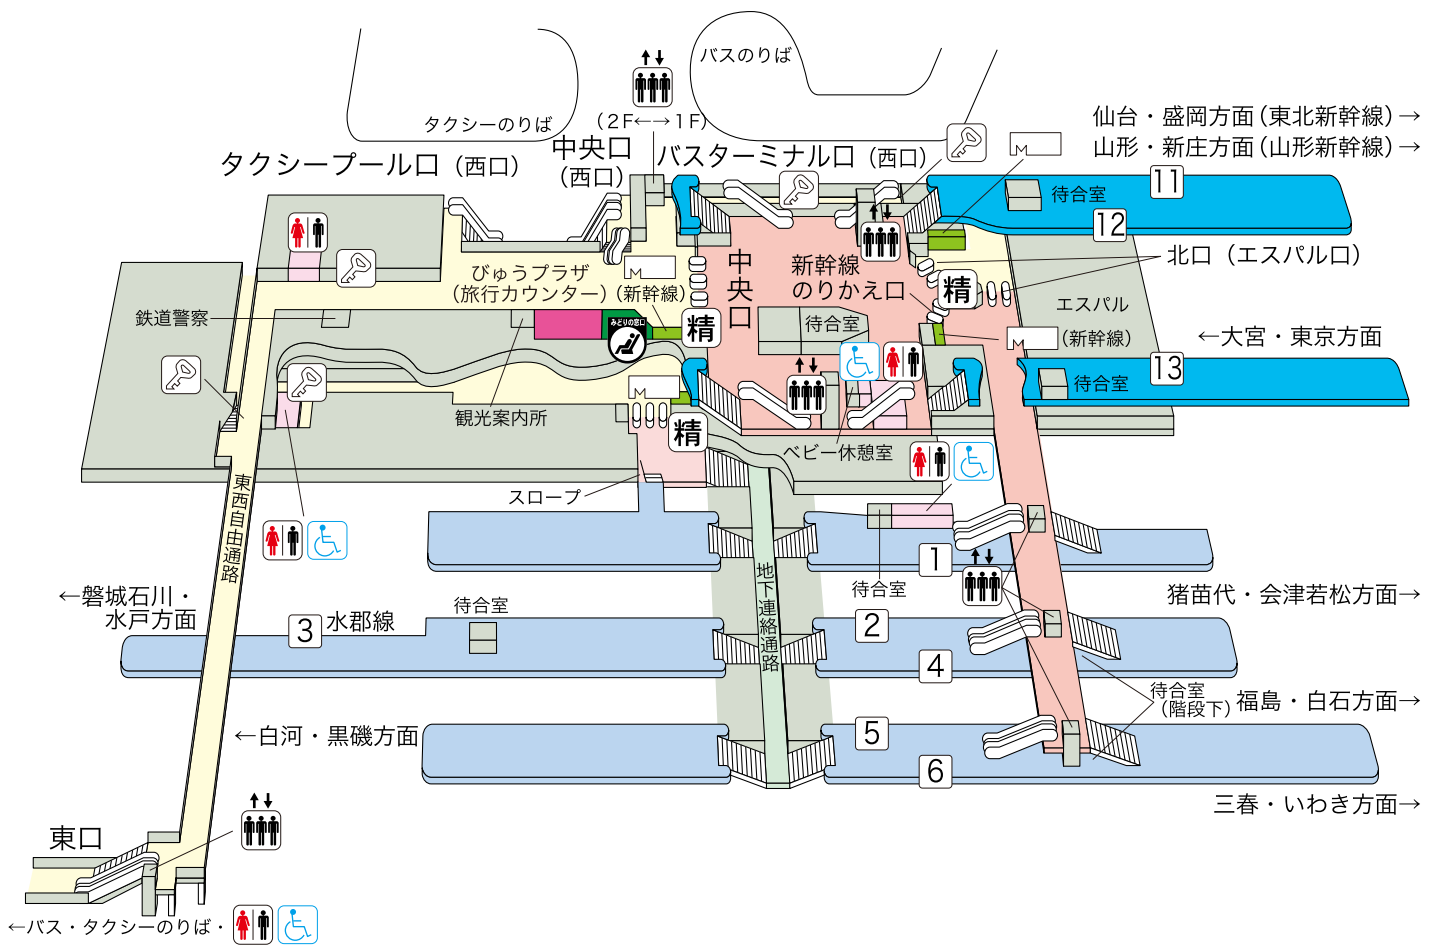 バスのりば
タクシーのりば
(2F←→1F)
中央口
(西口)
タクシープール口(西口)
バスターミナル口(西口)
仙台・盛岡方面(東北新幹線)→
山形・新庄方面(山形新幹線)→
11
待合室
12
北口(エスパル口)
びゅうプラザ
(旅行カウンター)
(新幹線)
中央口
新幹線
のりかえ口
精
エスパル
鉄道警察
みどりの窓口
精
待合室
(新幹線)
←大宮・東京方面
13
待合室
M
M
M
M
観光案内所
精
ベビー休憩室
スロープ
東西自由通路
地下連絡通路
1
待合室
←磐城石川・
水戸方面
3
水郡線
待合室
2
4
猪苗代・会津若松方面→
待合室
(階段下)
福島・白石方面→
←白河・黒磯方面
5
6
三春・いわき方面→
東口
←バス・タクシーのりば・